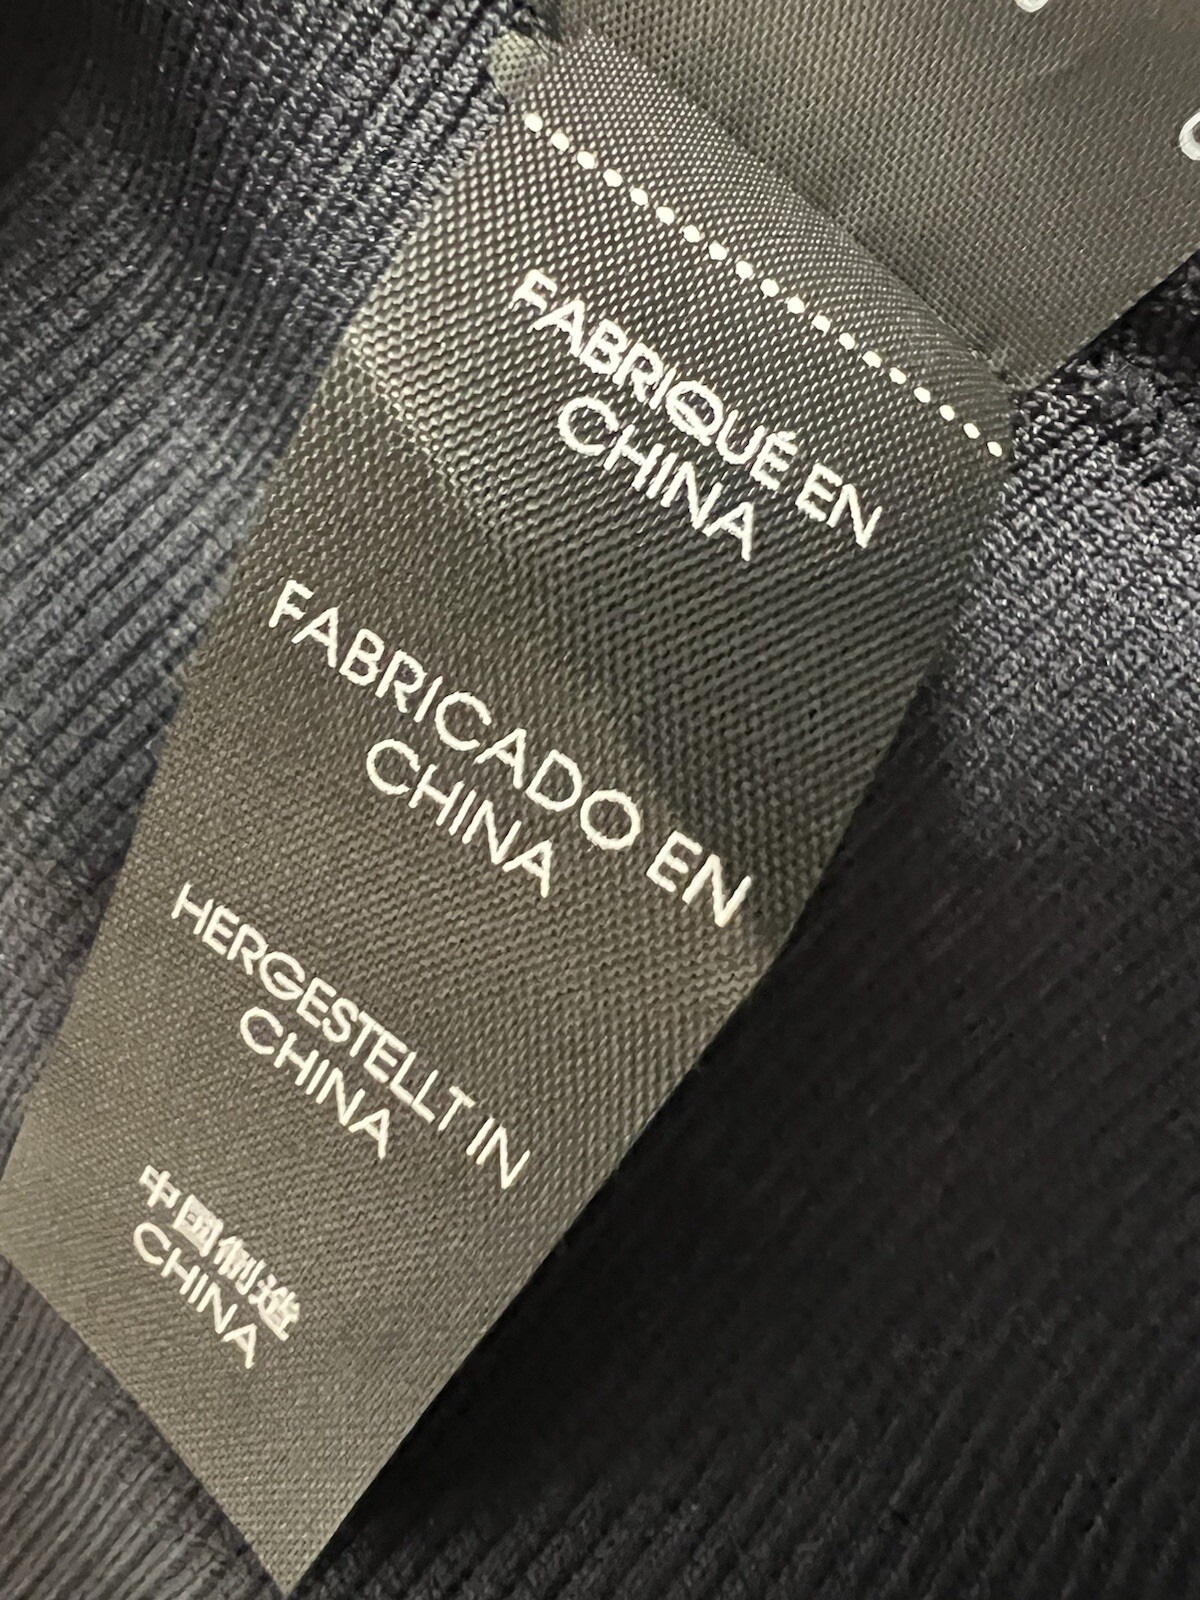 FABRIQUÉ EN
CHINA
FABRICADO EN
CHINA
HERGESTELLT IN
CHINA
中国制造
CHINA